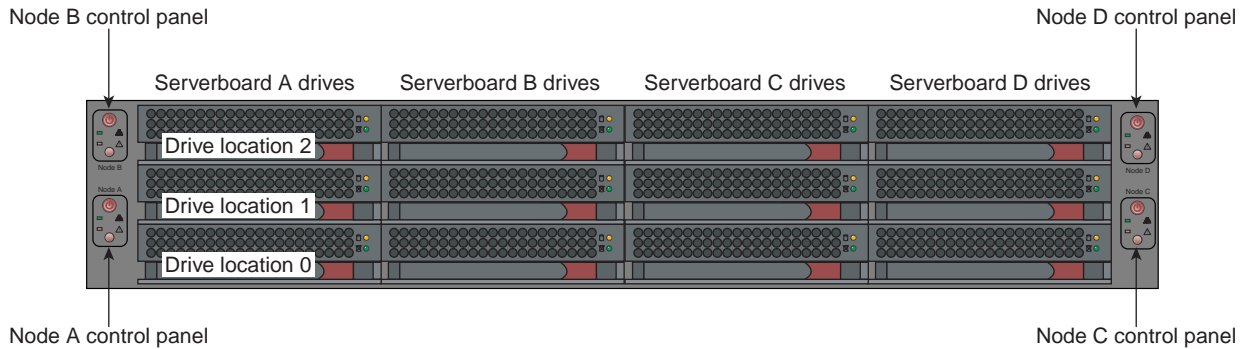 Node B control panel
Node D control panel
Serverboard A drives
Serverboard B drives
Serverboard C drives
Serverboard D drives
Drive location 2
Node B
Node D
Node A
Node C
Drive location 1
Drive location 0
Node A control panel
Node C control panel